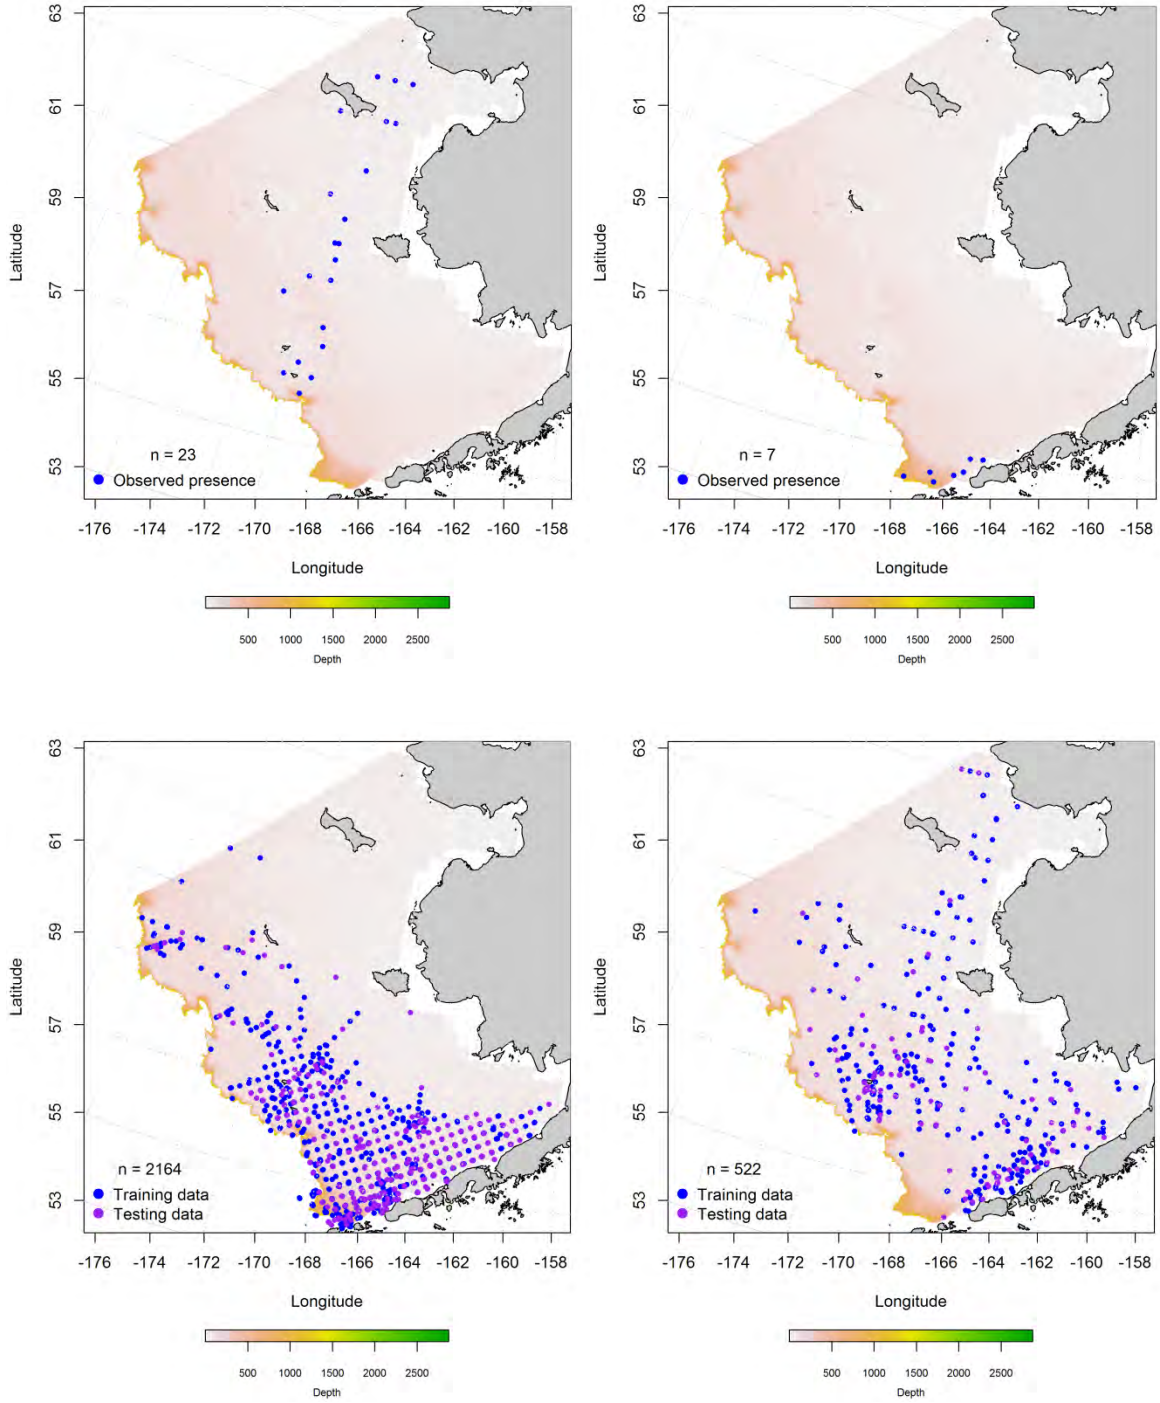 63
61
59
57
55
53
Latitude
n = 23
Observed presence
-176 -174 -172 -170 -168 -166 -164 -162 -160 -158
Longitude
500 1000 1500 2000 2500
Depth
63
61
59
57
55
53
Latitude
n = 7
Observed presence
-176 -174 -172 -170 -168 -166 -164 -162 -160 -158
Longitude
500 1000 1500 2000 2500
Depth
63
61
59
57
55
53
Latitude
n = 2164
Training data
Testing data
-176 -174 -172 -170 -168 -166 -164 -162 -160 -158
Longitude
500 1000 1500 2000 2500
Depth
63
61
59
57
55
53
Latitude
n = 522
Training data
Testing data
-176 -174 -172 -170 -168 -166 -164 -162 -160 -158
Longitude
500 1000 1500 2000 2500
Depth